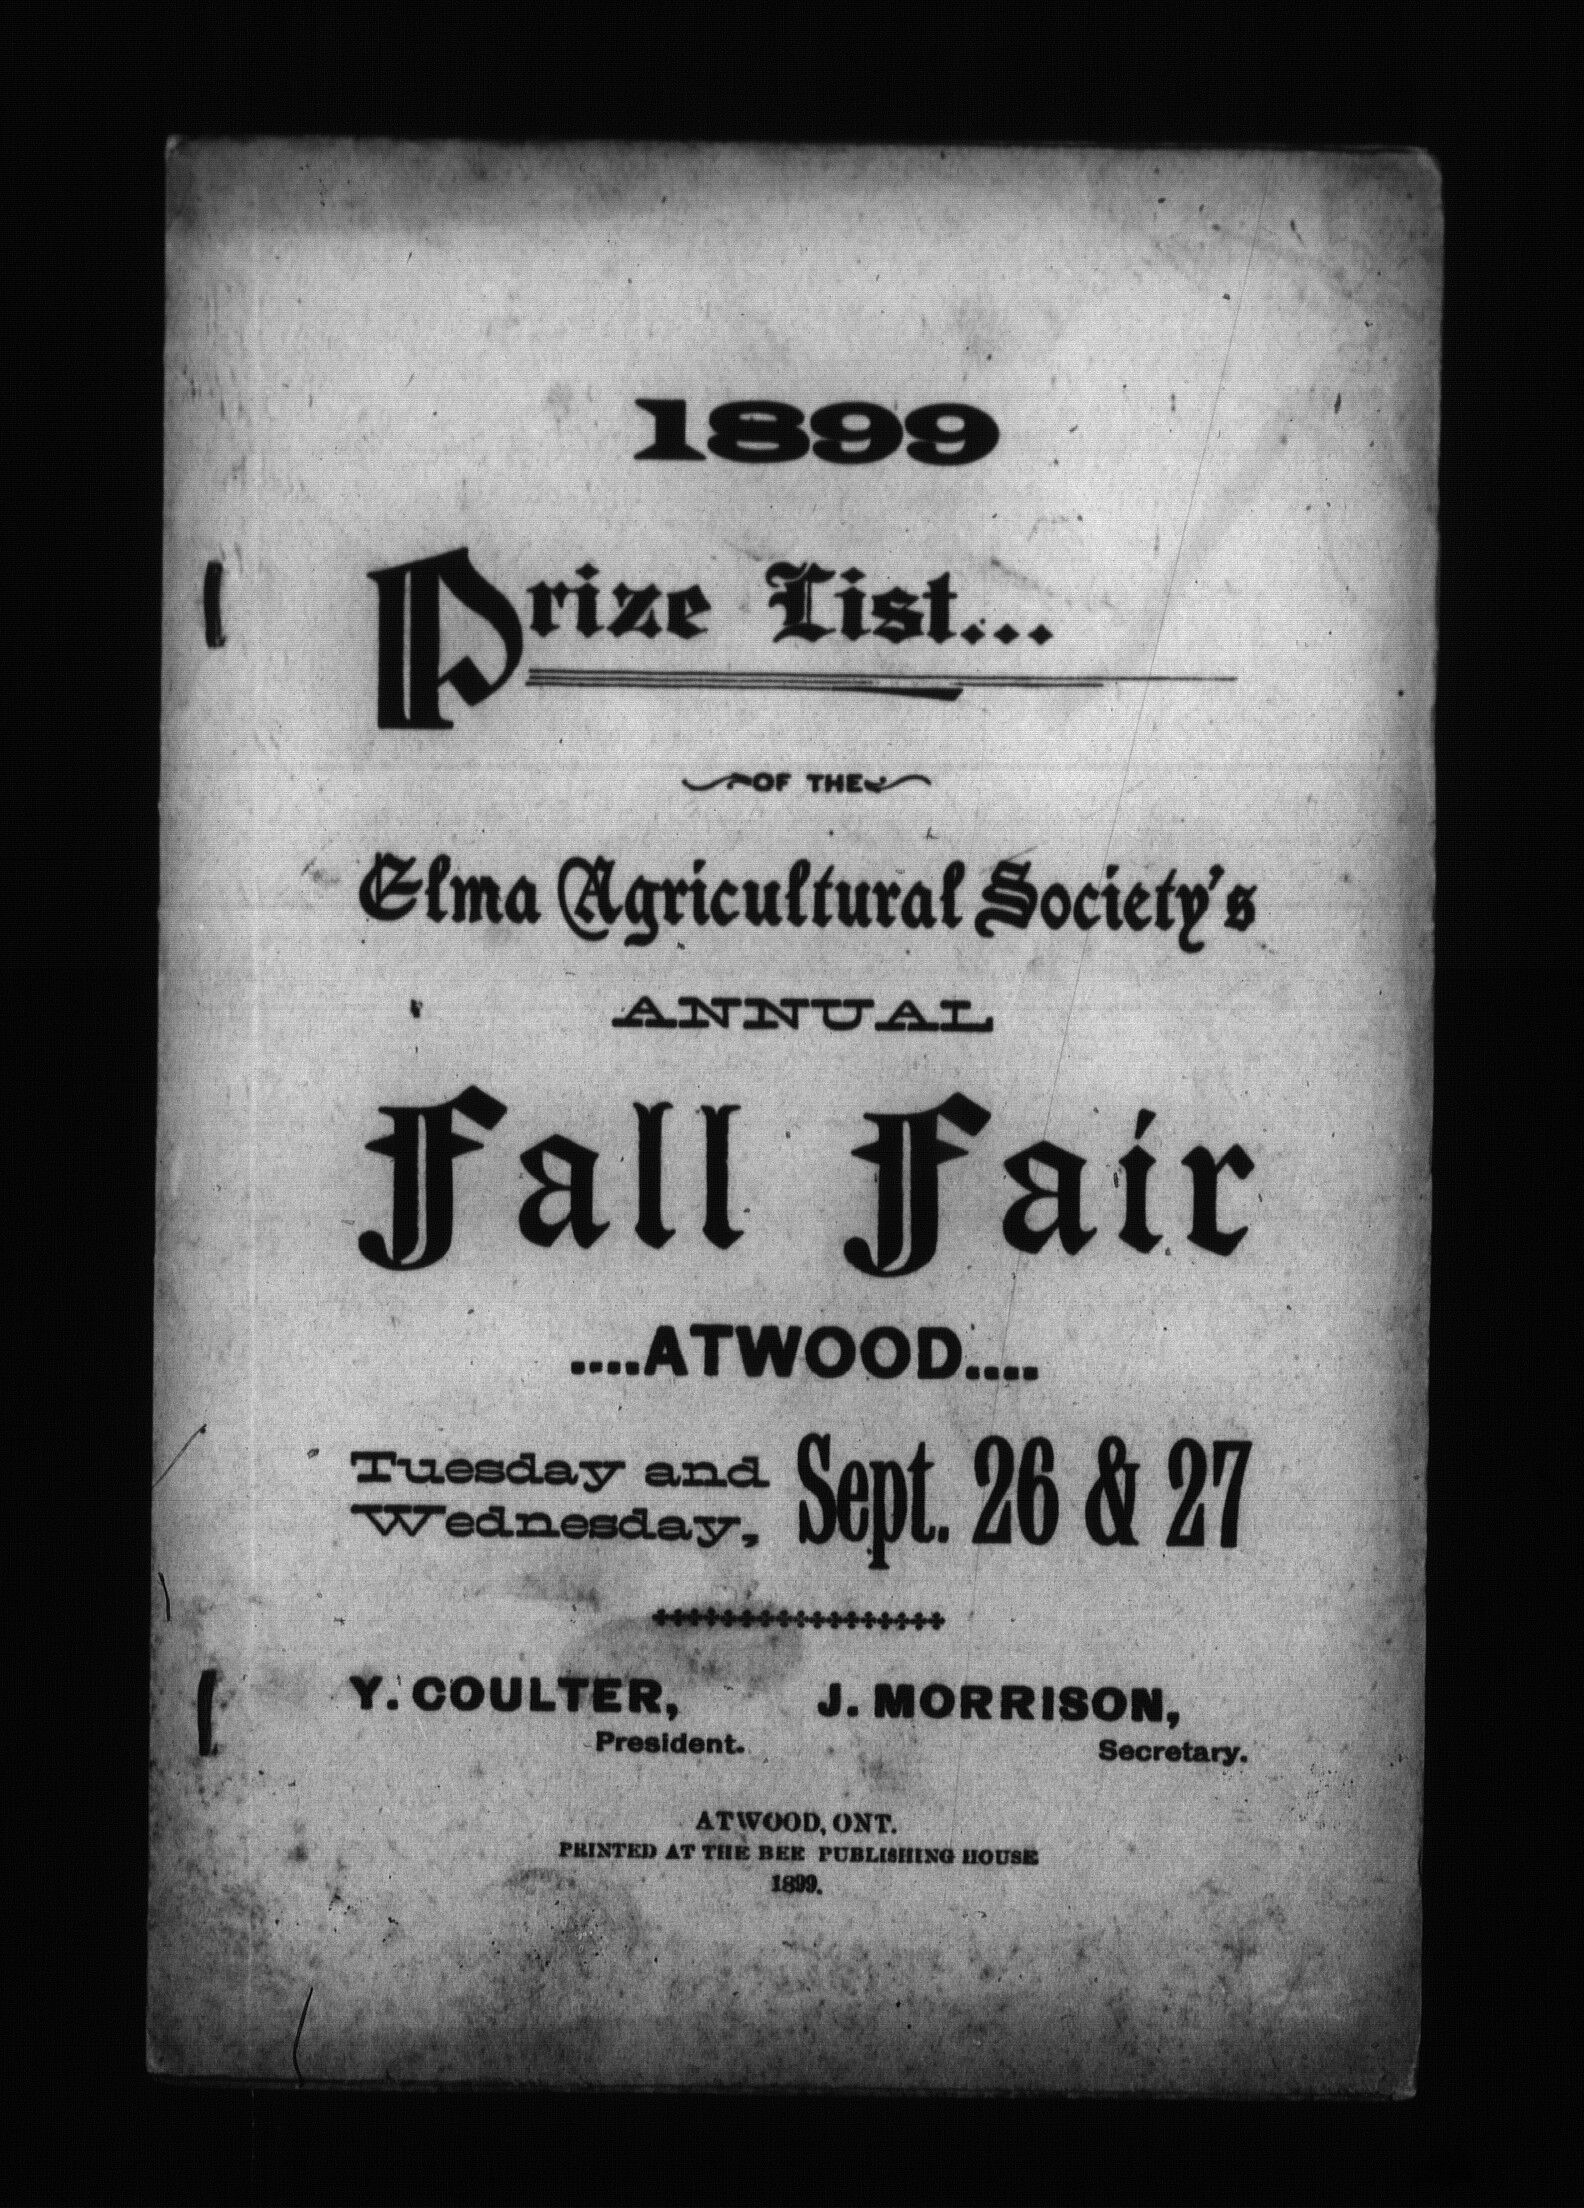 1899
Prize List...
OF THE
Elma Agricultural Society's
ANNUAL
Fall Fair
....ATWOOD....
Tuesday and
Wednesday, Sept. 26 & 27
Y. COULTER, J. MORRISON,
President. Secretary.
ATWOOD, ONT.
PRINTED AT THE BEE PUBLISHING HOUSE
1899.